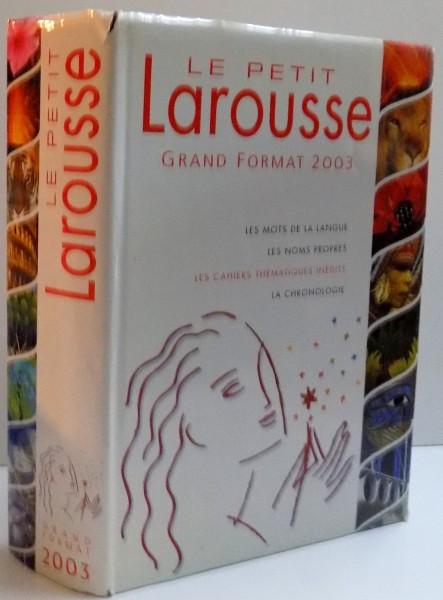 LE PETIT
Larousse
GRAND FORMAT 2003
LES MOTS DE LA LANGUE
LES NOMS PROPRES
LES CAHIERS THÉMATIQUES INÉDITS
LA CHRONOLOGIE
LE PETIT
Larousse
GRAND
FORMAT
2003